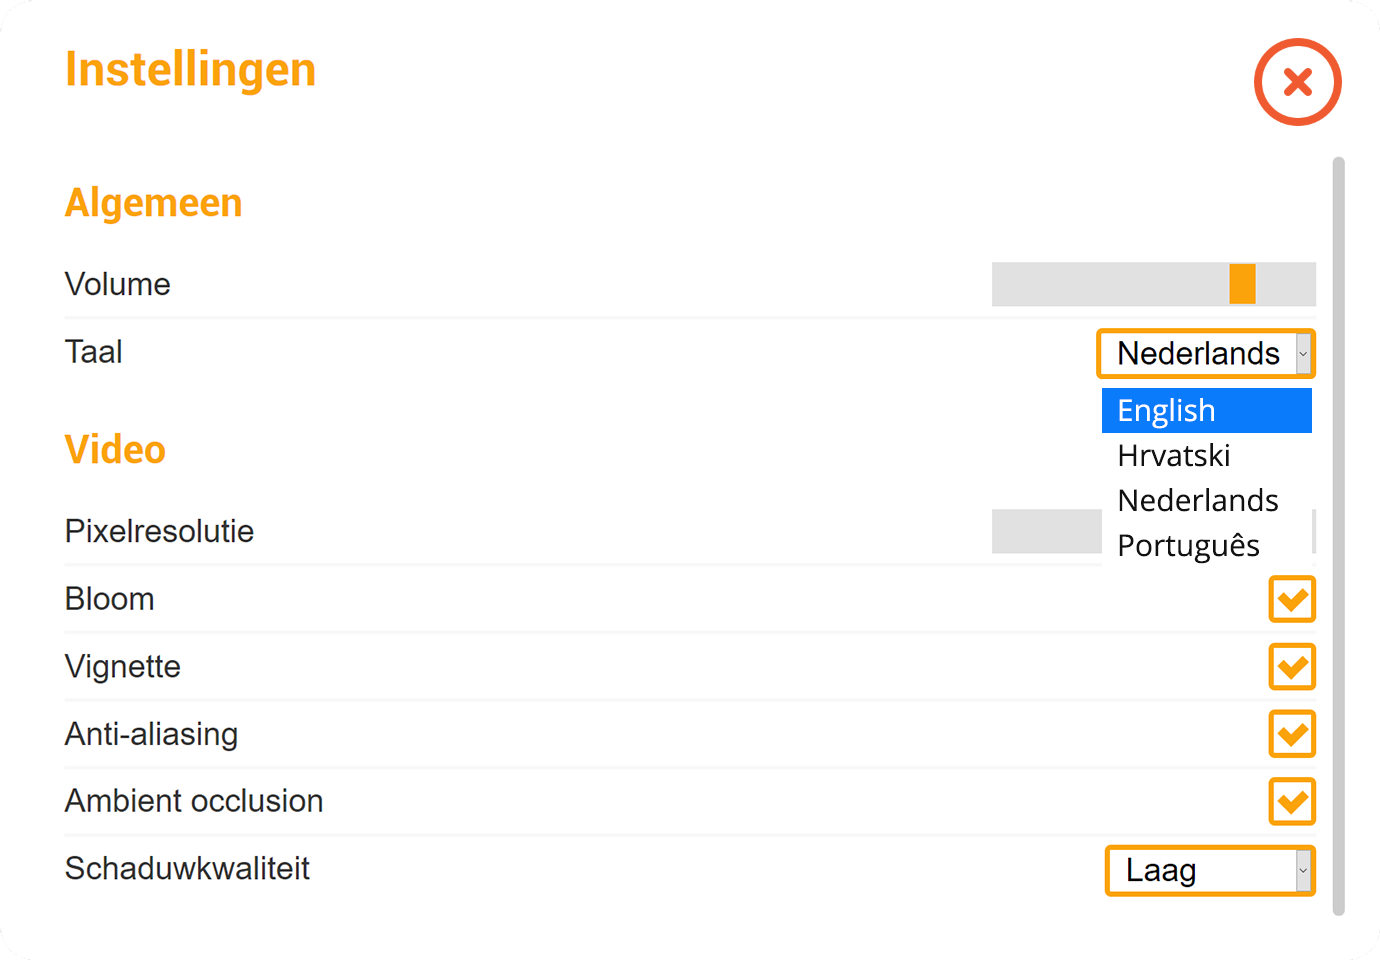 Instellingen
Algemeen
Volume
Taal
Nederlands
English
Hrvatski
Nederlands
Português
Video
Pixelresolutie
Bloom
Vignette
Anti-aliasing
Ambient occlusion
Schaduwkwaliteit
Laag